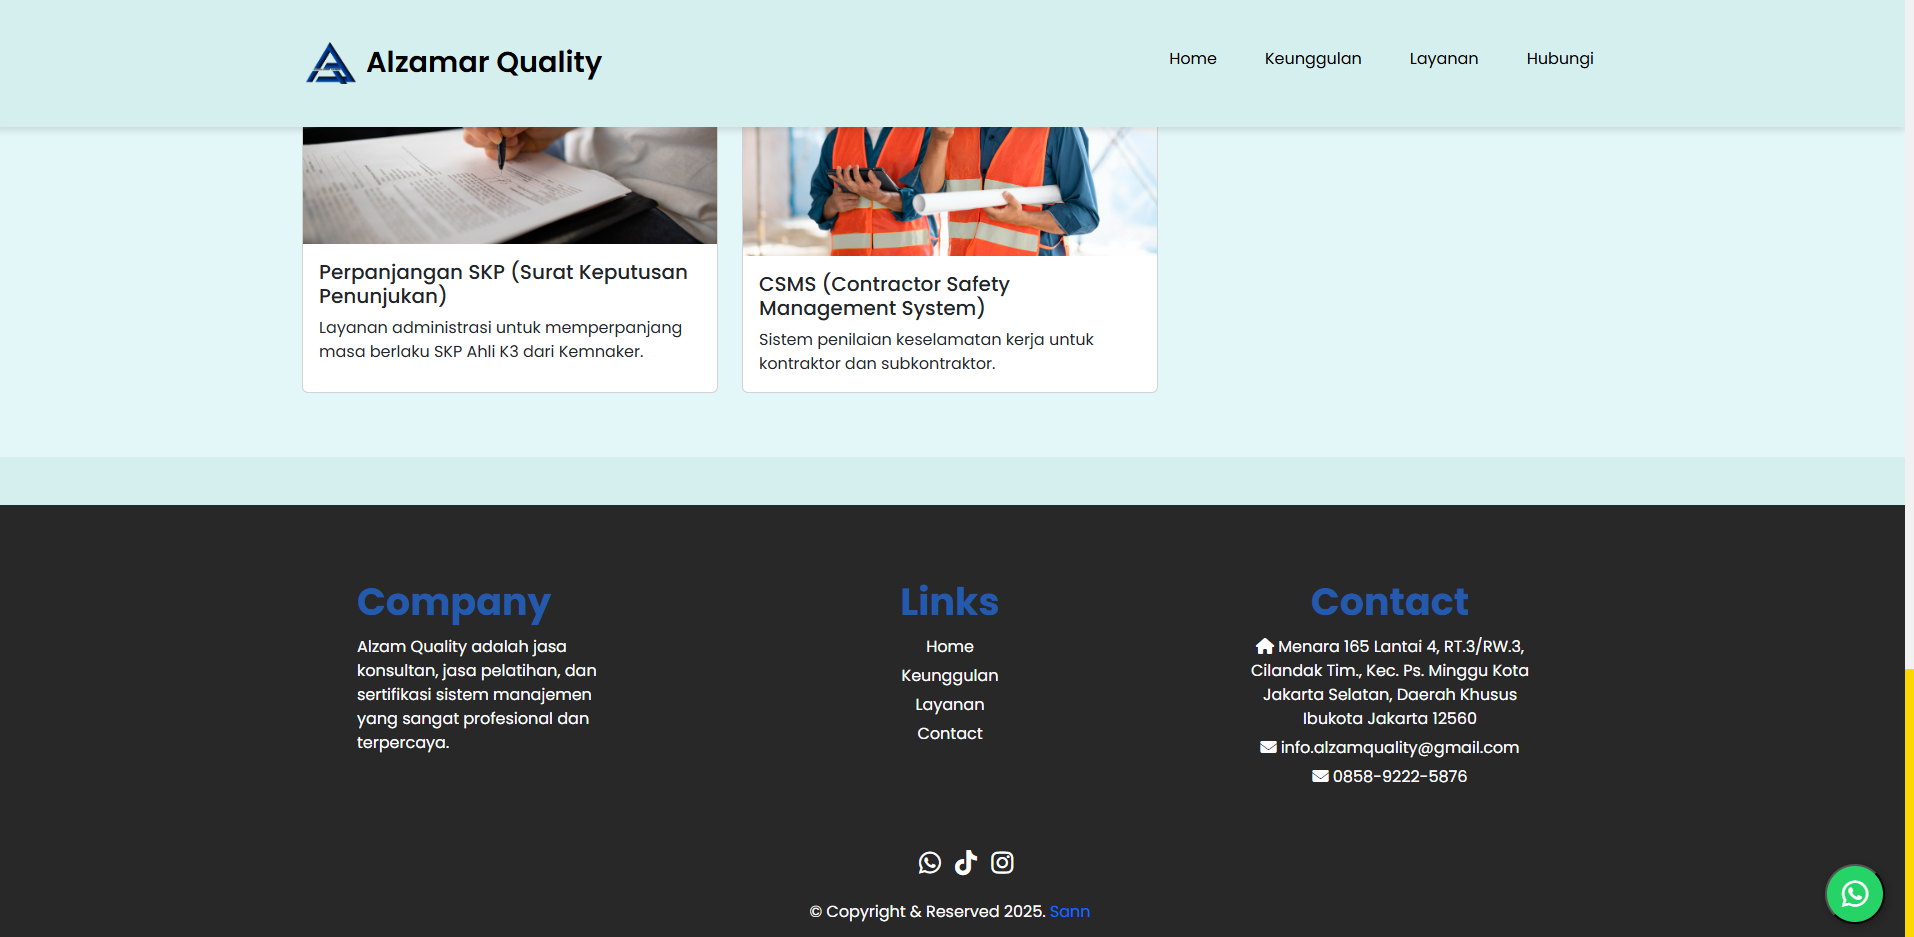 Alzamar Quality
Home
Keunggulan
Layanan
Hubungi
Perpanjangan SKP (Surat Keputusan
Penunjukan)
Layanan administrasi untuk memperpanjang
masa berlaku SKP Ahli K3 dari Kemnaker.
CSMS (Contractor Safety
Management System)
Sistem penilaian keselamatan kerja untuk
kontraktor dan subkontraktor.
Company
Alzam Quality adalah jasa
konsultan, jasa pelatihan, dan
sertifikasi sistem manajemen
yang sangat profesional dan
terpercaya.
Links
Home
Keunggulan
Layanan
Contact
Contact
Menara 165 Lantai 4, RT.3/RW.3,
Cilandak Tim., Kec. Ps. Minggu Kota
Jakarta Selatan, Daerah Khusus
Ibukota Jakarta 12560
info.alzamquality@gmail.com
0858-9222-5876
© Copyright & Reserved 2025. Sann